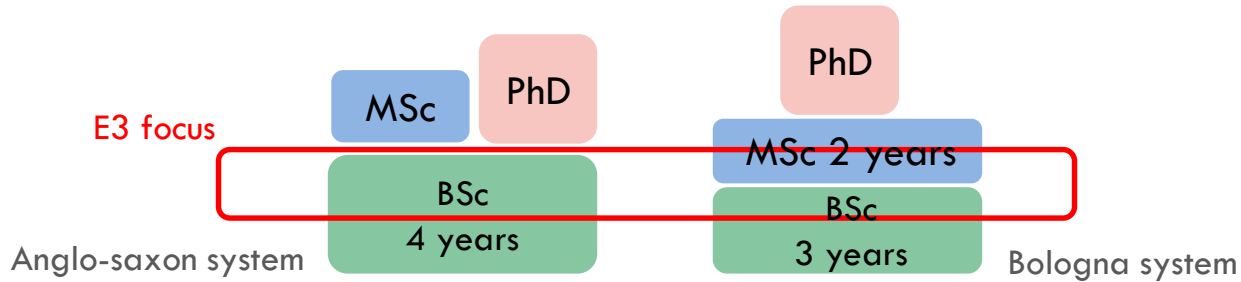 MSc
PhD
PhD
E3 focus
MSc 2 years
BSc
4 years
BSc
3 years
Anglo-saxon system
Bologna system